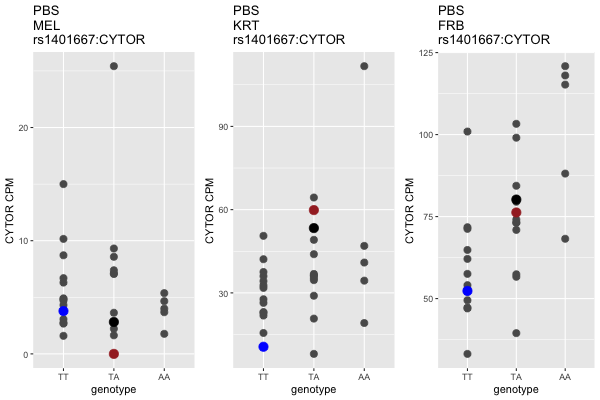 PBS
MEL
rs1401667:CYTOR
CYTOR CPM
20
10
0
TT TA AA
genotype
PBS
KRT
rs1401667:CYTOR
CYTOR CPM
90
60
30
TT TA AA
genotype
PBS
FRB
rs1401667:CYTOR
CYTOR CPM
125
100
75
50
TT TA AA
genotype